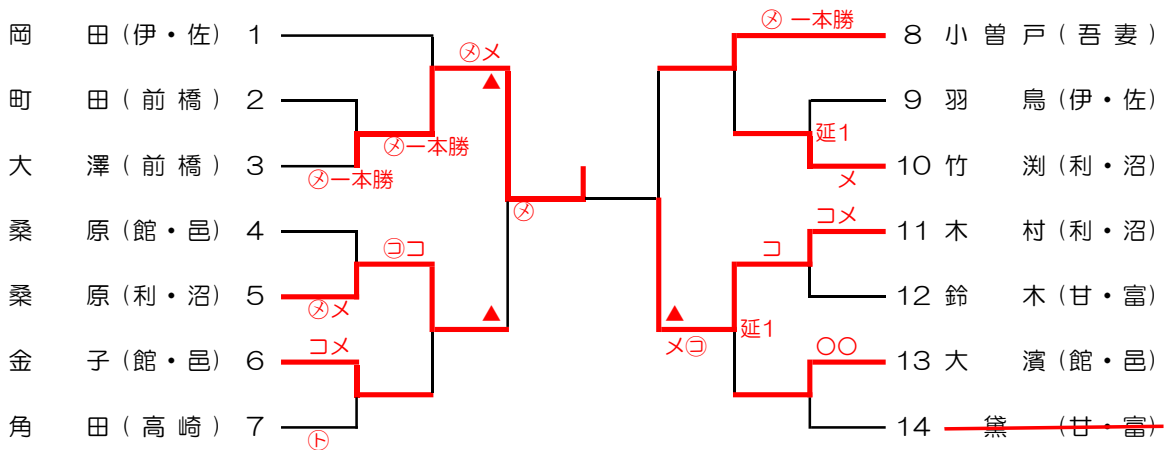 岡 田 (伊・佐) 1
㋱メ
▲
町 田 (前橋) 2
㋱一本勝
大 澤 (前橋) 3
㋱一本勝
桑 原 (館・邑) 4
㋙コ
桑 原 (利・沼) 5
㋱メ
▲
金 子 (館・邑) 6
コメ
角 田 (高崎) 7
㋣
㋱
㋱一本勝
8 小曽戸 (吾妻)
9 羽 鳥 (伊・佐)
延1
10 竹 渕 (利・沼)
メ
コメ
11 木 村 (利・沼)
コ
12 鈴 木 (甘・富)
▲
延1
メ㋙
〇〇
13 大 濱 (館・邑)
14 黛 (甘・富)